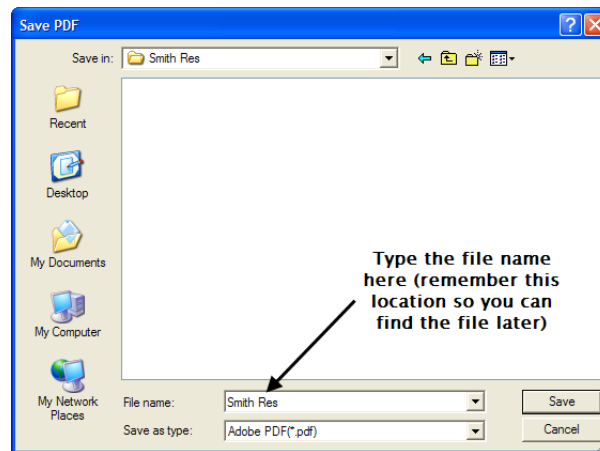 Save PDF
Save in:
Smith Res
Recent
Desktop
My Documents
My Computer
My Network
Places
Type the file name
here (remember this
location so you can
find the file later)
File name:
Smith Res
Save
Save as type:
Adobe PDF(*.pdf)
Cancel